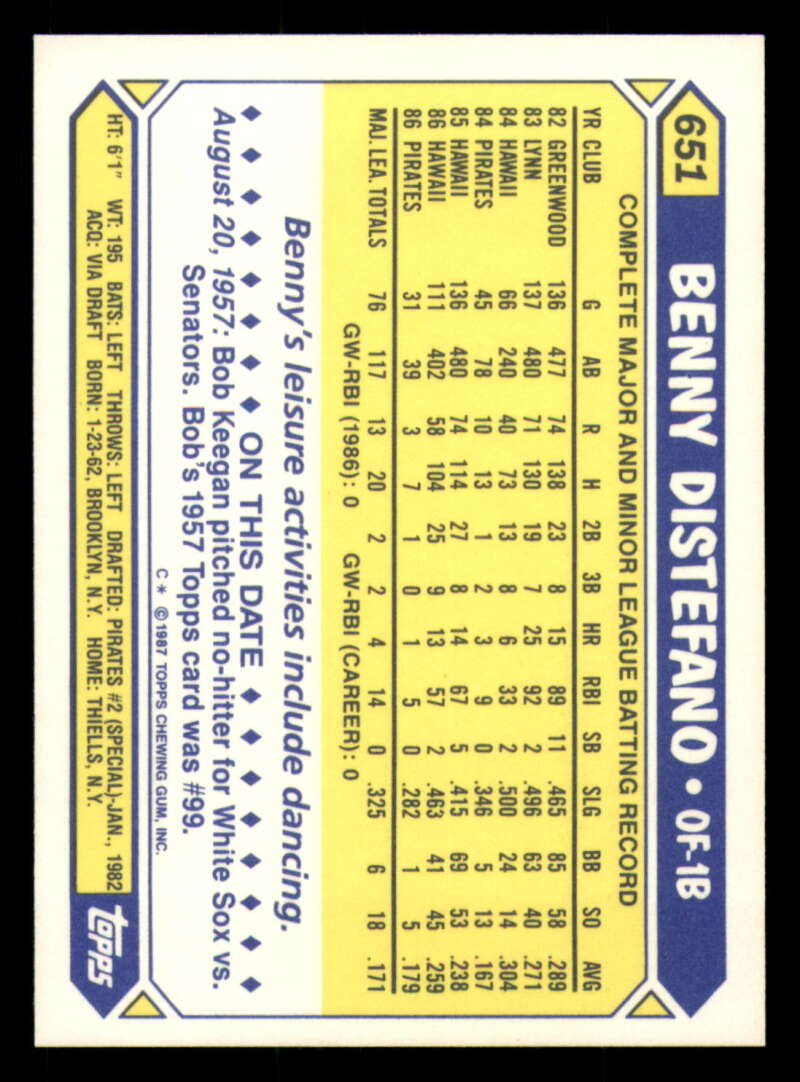 651 BENNY DISTEFANO • OF-1B
COMPLETE MAJOR AND MINOR LEAGUE BATTING RECORD
YR CLUB G AB R H 2B 3B HR RBI SB SLG BB SO AVG
82 GREENWOOD 136 477 74 138 23 8 15 89 11 .465 85 58 .289
83 LYNN 137 480 71 130 19 7 25 92 2 .496 63 40 .271
84 HAWAII 66 240 40 73 13 8 6 33 2 .500 24 14 .304
84 PIRATES 45 78 10 13 1 2 3 9 0 .346 5 13 .167
85 HAWAII 136 480 74 114 27 8 14 67 5 .415 69 53 .238
86 HAWAII 111 402 58 104 25 9 13 57 2 .463 41 45 .259
86 PIRATES 31 39 3 7 1 0 1 5 0 .282 1 5 .179
MAJ. LEA. TOTALS 76 117 13 20 2 2 4 14 0 .325 6 18 .171
GW-RBI (1986): 0 GW-RBI (CAREER): 0
Benny's leisure activities include dancing.
♦ ♦ ♦ ♦ ♦ ♦ ♦ ♦ ON THIS DATE ♦ ♦ ♦ ♦ ♦ ♦ ♦ ♦
August 20, 1957: Bob Keegan pitched no-hitter for White Sox vs.
Senators. Bob's 1957 Topps card was #99.
C * © 1987 TOPPS CHEWING GUM, INC.
HT: 6'1" WT: 195 BATS: LEFT THROWS: LEFT DRAFTED: PIRATES #2 (SPECIAL)-JAN., 1982
ACQ: VIA DRAFT BORN: 1-23-62, BROOKLYN, N.Y. HOME: THIELLS, N.Y.
topps